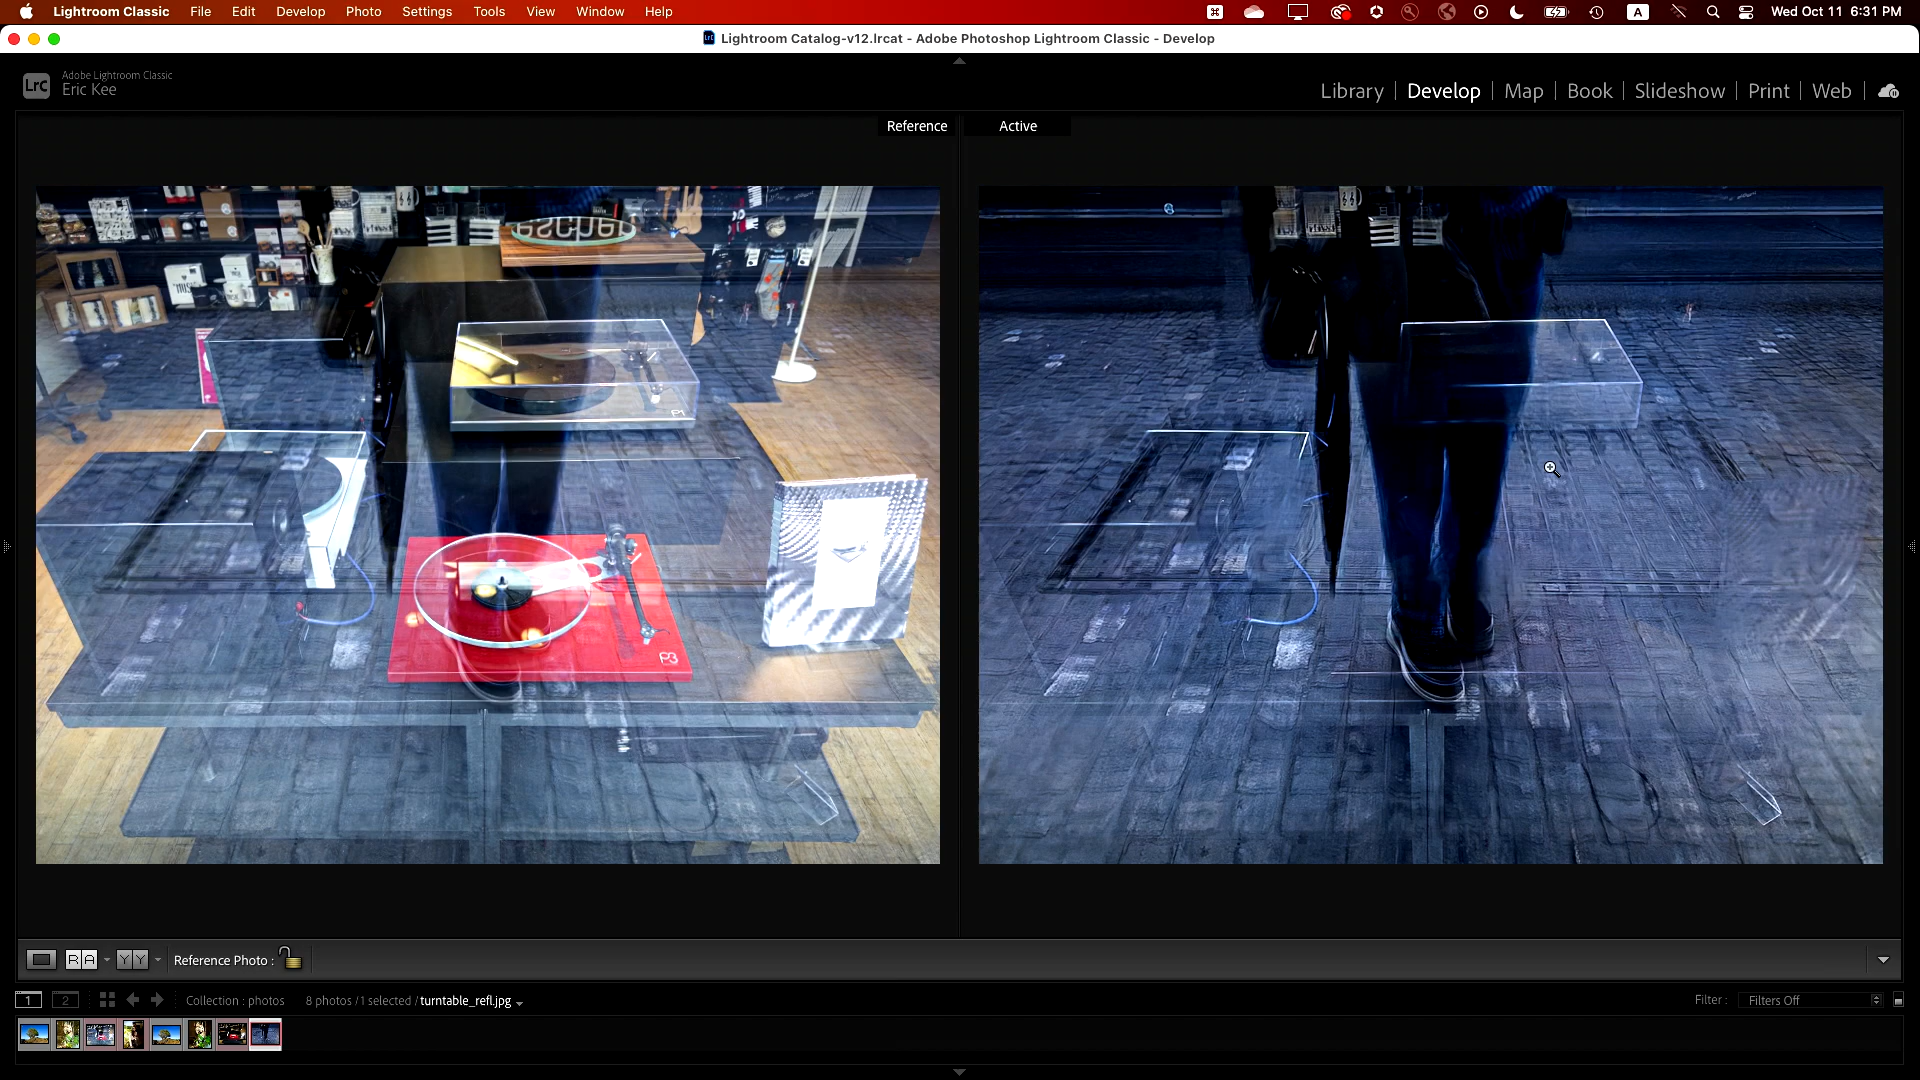 Lightroom Classic File Edit Develop Photo Settings Tools View Window Help A Wed Oct 11 6:31 PM
Lightroom Catalog-v12.lrcat - Adobe Photoshop Lightroom Classic - Develop
LrC
Adobe Lightroom Classic
Eric Kee
Library Develop Map Book Slideshow Print Web
Reference Active
P1
P3
R A Y Y Reference Photo :
1 2 Collection : photos 8 photos / 1 selected / turntable_refl.jpg Filter : Filters Off